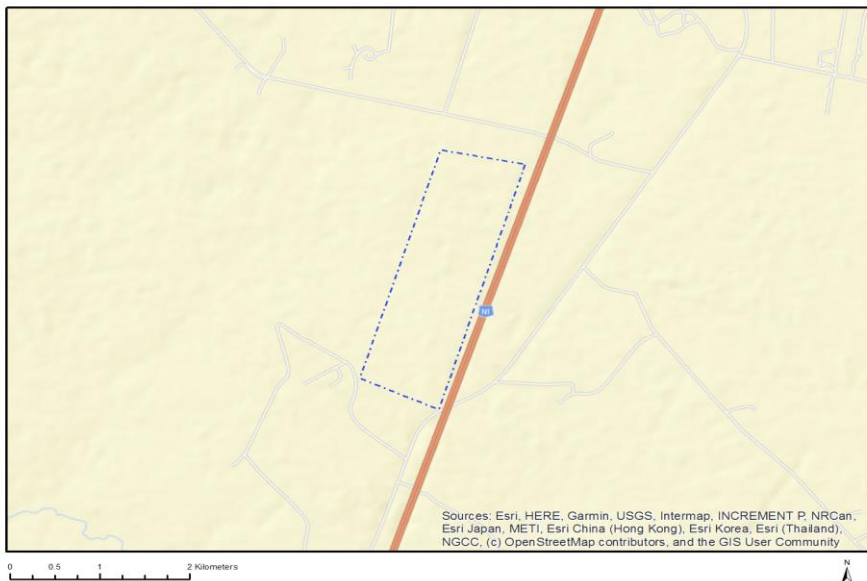 N1
Sources: Esri, HERE, Garmin, USGS, Intermap, INCREMENT P, NRCan,
Esri Japan, METI, Esri China (Hong Kong), Esri Korea, Esri (Thailand),
NGCC, (c) OpenStreetMap contributors, and the GIS User Community
0 0.5 1 2 Kilometers
N